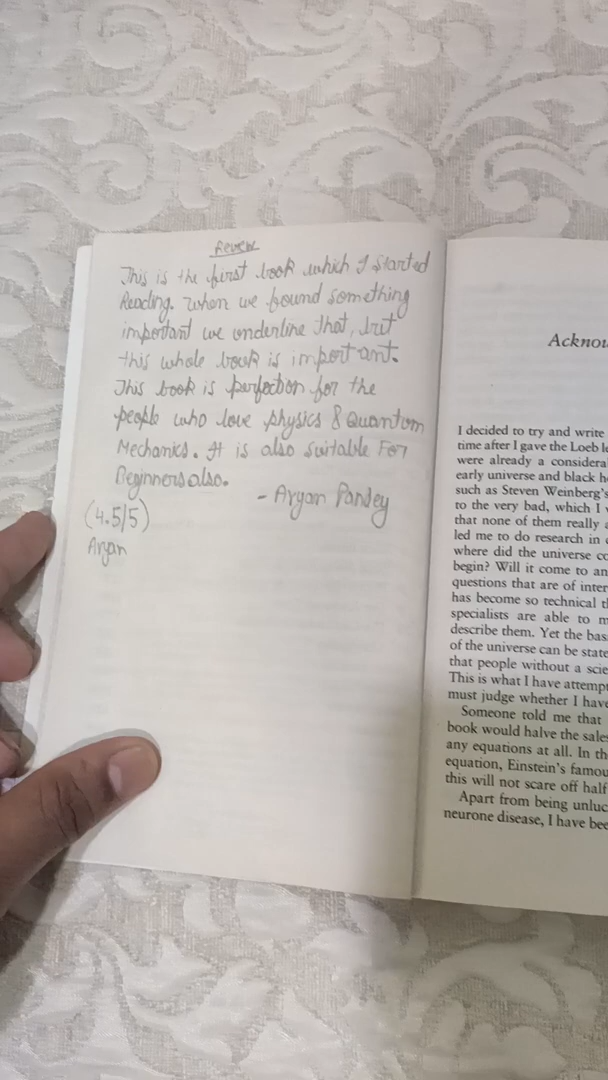 Review
This is the first book which I started
Reading. When we found something
important we underline that, but
this whole book is important.
This book is perfection for the
people who love physics & Quantum
Mechanics. It is also suitable For
Beginners also.
- Aryan Pandey
(4.5/5)
Aryan
Acknow
I decided to try and write
time after I gave the Loeb le
were already a considera
early universe and black h
such as Steven Weinberg's
to the very bad, which I
that none of them really a
led me to do research in
where did the universe co
begin? Will it come to an
questions that are of inter
has become so technical t
specialists are able to m
describe them. Yet the bas
of the universe can be state
that people without a scie
This is what I have attempt
must judge whether I have
Someone told me that
book would halve the sales
any equations at all. In th
equation, Einstein's famou
this will not scare off half
Apart from being unluc
neurone disease, I have bee